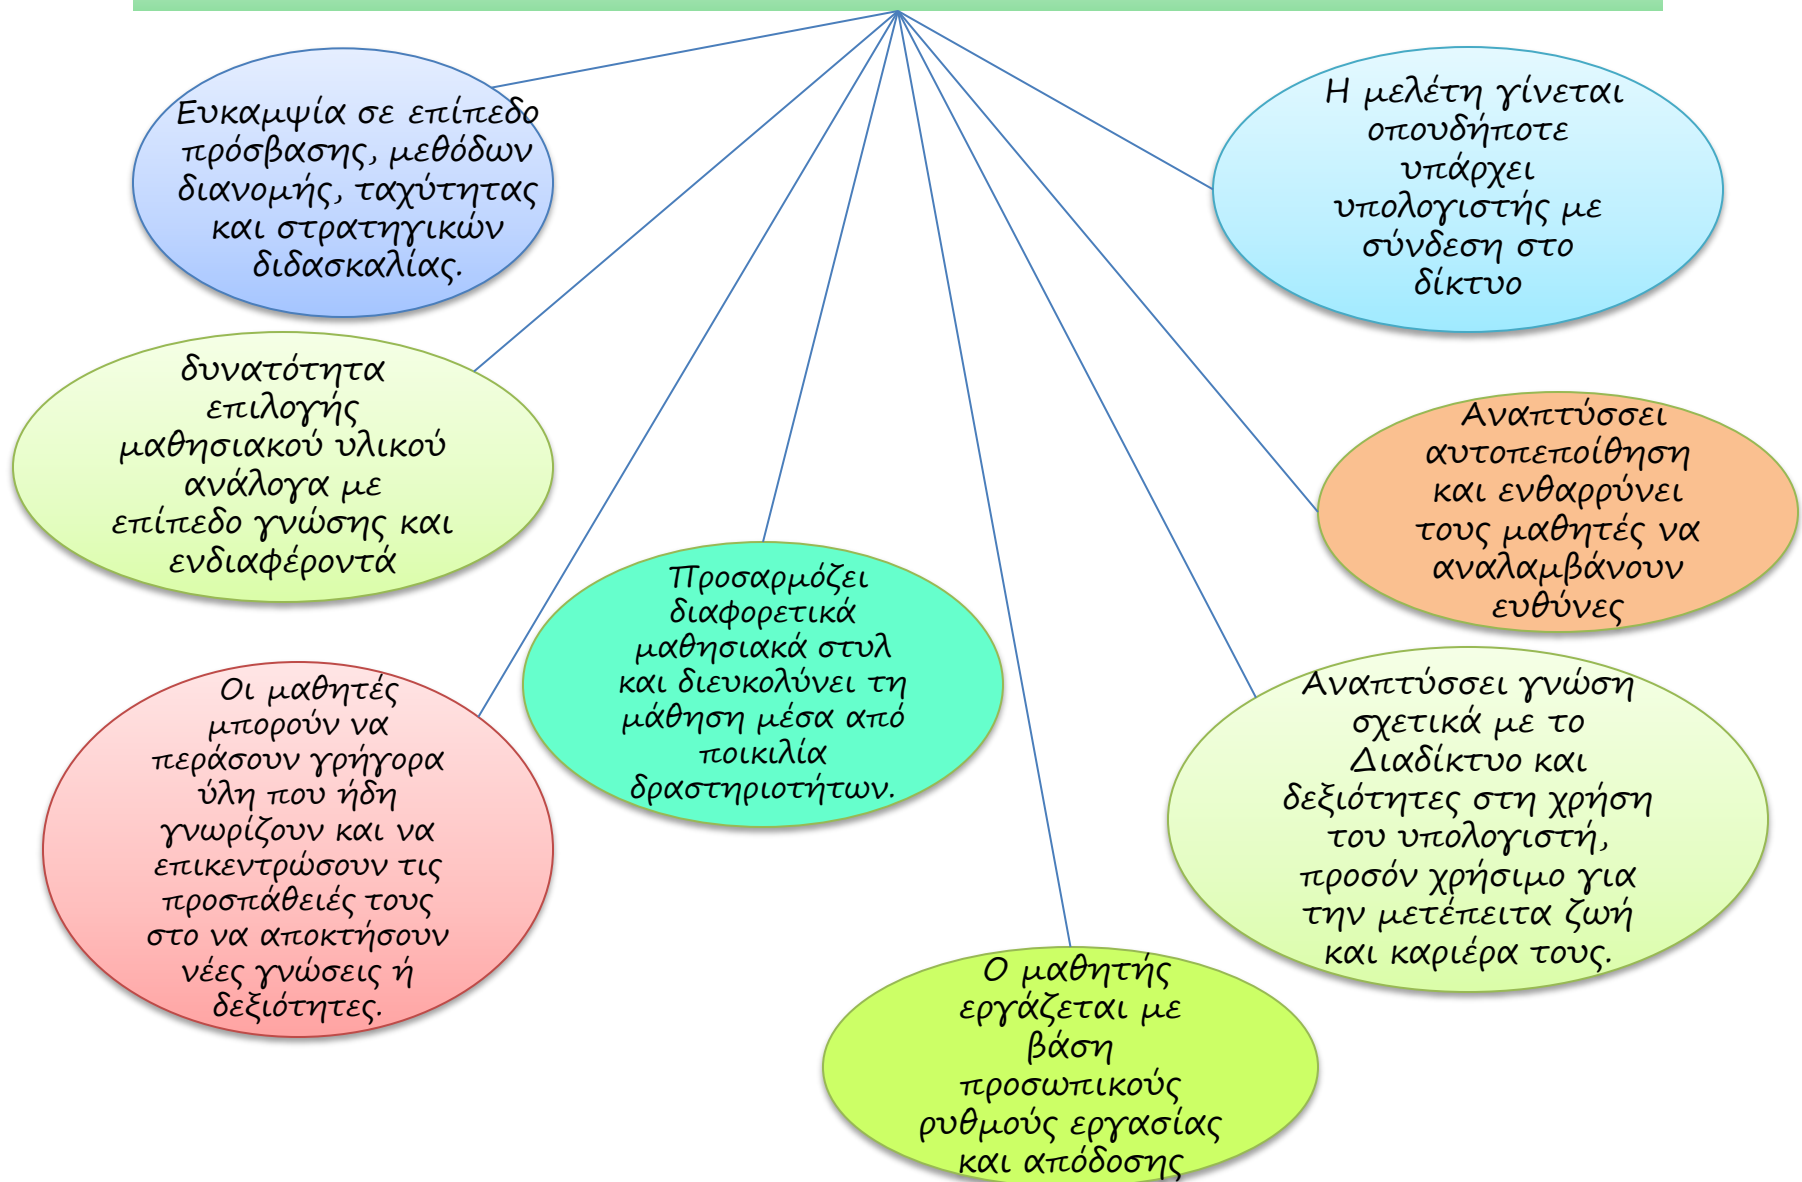 Ευκαμψία σε επίπεδο
πρόσβασης, μεθόδων
διανομής, ταχύτητας
και στρατηγικών
διδασκαλίας.
Η μελέτη γίνεται
οπουδήποτε
υπάρχει
υπολογιστής με
σύνδεση στο
δίκτυο
δυνατότητα
επιλογής
μαθησιακού υλικού
ανάλογα με
επίπεδο γνώσης και
ενδιαφέροντά
Αναπτύσσει
αυτοπεποίθηση
και ενθαρρύνει
τους μαθητές να
αναλαμβάνουν
ευθύνες
Προσαρμόζει
διαφορετικά
μαθησιακά στυλ
και διευκολύνει τη
μάθηση μέσα από
ποικιλία
δραστηριοτήτων.
Οι μαθητές
μπορούν να
περάσουν γρήγορα
ύλη που ήδη
γνωρίζουν και να
επικεντρώσουν τις
προσπάθειές τους
στο να αποκτήσουν
νέες γνώσεις ή
δεξιότητες.
Αναπτύσσει γνώση
σχετικά με το
Διαδίκτυο και
δεξιότητες στη χρήση
του υπολογιστή,
προσόν χρήσιμο για
την μετέπειτα ζωή
και καριέρα τους.
Ο μαθητής
εργάζεται με
βάση
προσωπικούς
ρυθμούς εργασίας
και απόδοσης